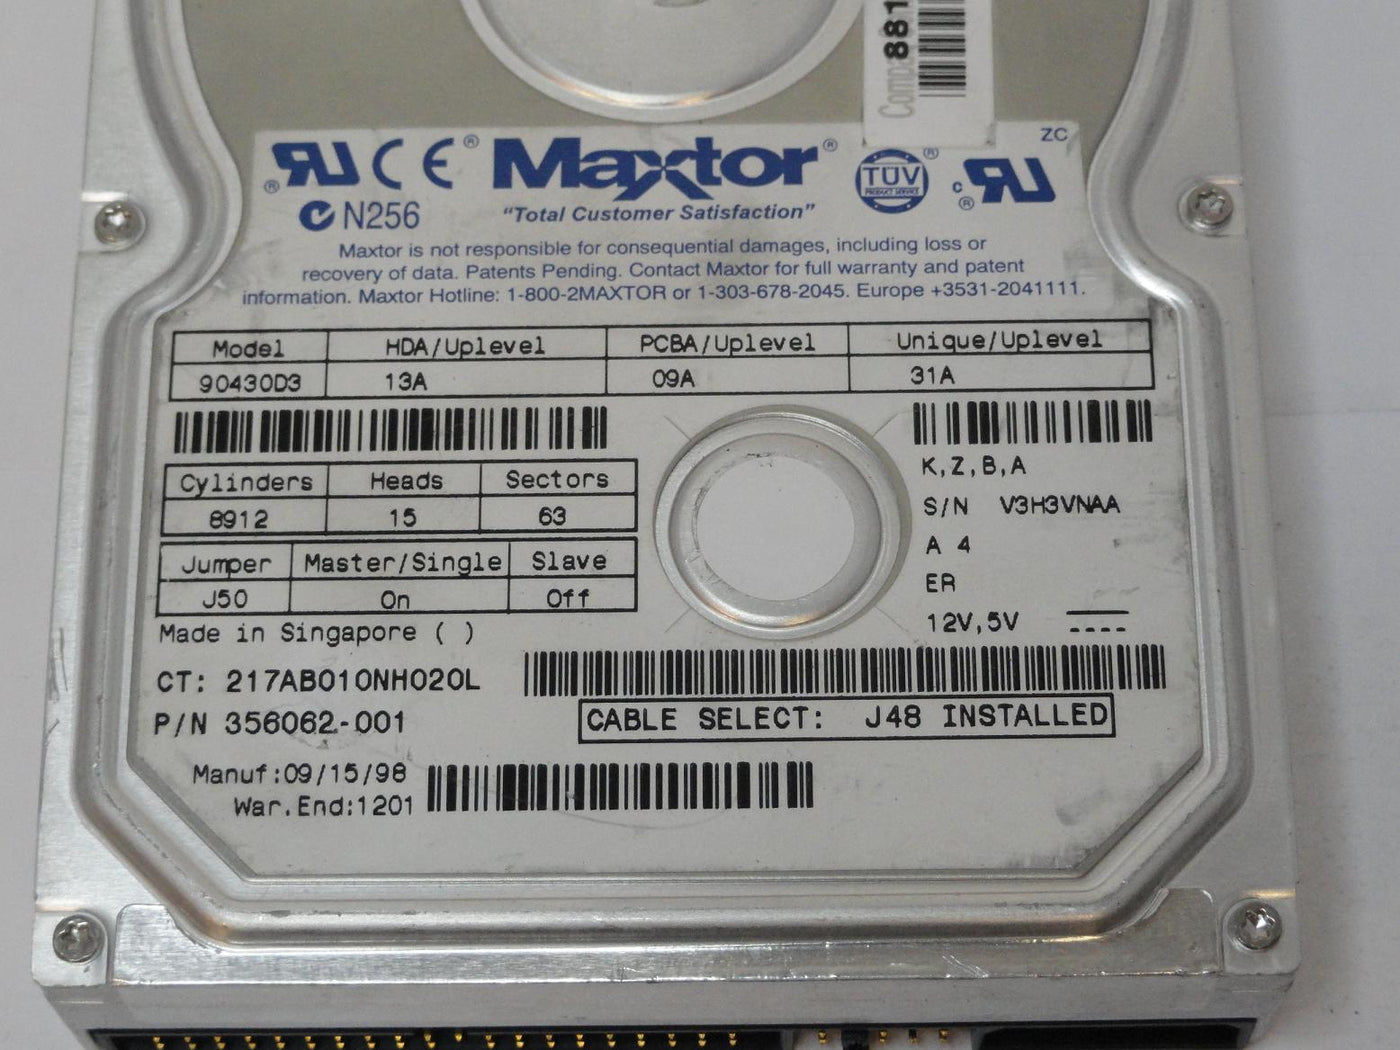 881
ZC
Maxtor
TÜV
PRODUCT SERVICE
N256
"Total Customer Satisfaction"
Maxtor is not responsible for consequential damages, including loss or
recovery of data. Patents Pending. Contact Maxtor for full warranty and patent
information. Maxtor Hotline: 1-800-2MAXTOR or 1-303-678-2045. Europe +3531-2041111.
Model HDA/Uplevel PCBA/Uplevel Unique/Uplevel
90430D3 13A 09A 31A
K,Z,B,A
Cylinders Heads Sectors
8912 15 63
S/N V3H3VNAA
A 4
Jumper Master/Single Slave
J50 On Off
ER
12V,5V
Made in Singapore ( )
CT: 217AB010NH020L
P/N 356062-001
CABLE SELECT: J48 INSTALLED
Manuf:09/15/98
War.End:1201